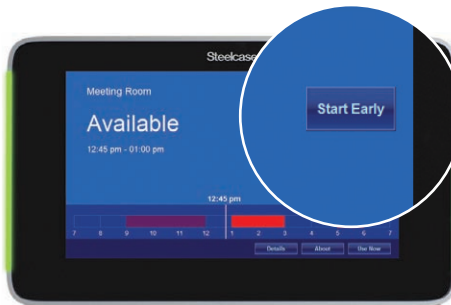 Steelcase
Meeting Room
Available
12:45 pm - 01:00 pm
Start Early
12:45 pm
7 8 9 10 11 12 1 2 3 4 5 6 7
Details About Use Now